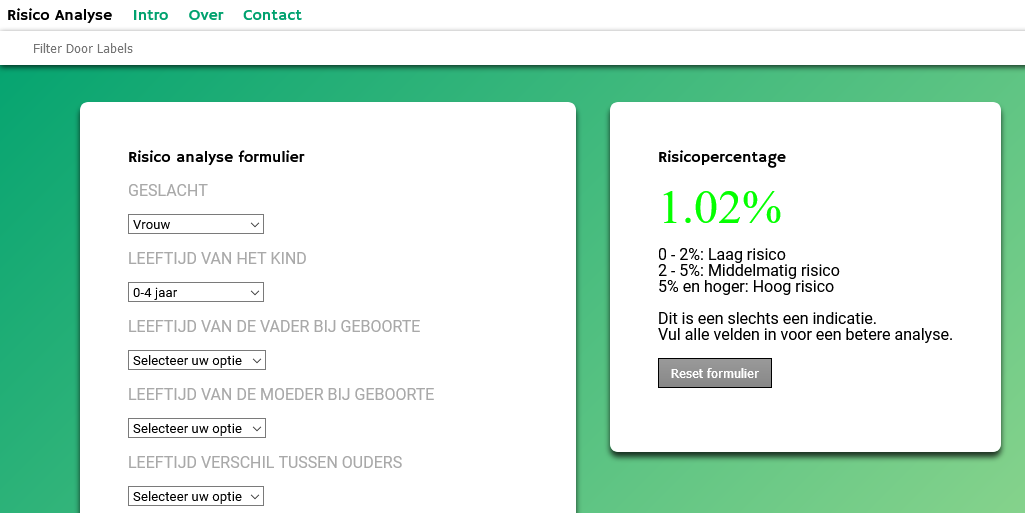 Risico Analyse Intro Over Contact
Filter Door Labels
Risico analyse formulier
GESLACHT
Vrouw
LEEFTIJD VAN HET KIND
0-4 jaar
LEEFTIJD VAN DE VADER BIJ GEBOORTE
Selecteer uw optie
LEEFTIJD VAN DE MOEDER BIJ GEBOORTE
Selecteer uw optie
LEEFTIJD VERSCHIL TUSSEN OUDERS
Selecteer uw optie
Risicopercentage
1.02%
0 - 2%: Laag risico
2 - 5%: Middelmatig risico
5% en hoger: Hoog risico
Dit is een slechts een indicatie.
Vul alle velden in voor een betere analyse.
Reset formulier